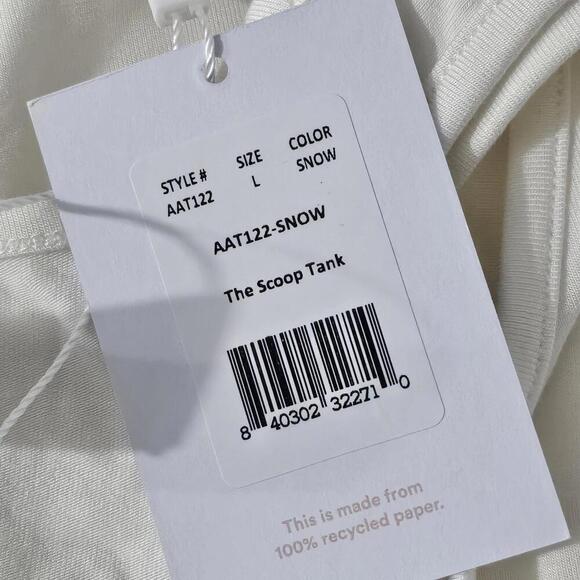 STYLE # SIZE COLOR
AAT122 L SNOW
AAT122-SNOW
The Scoop Tank
8 40302 32271 0
This is made from
100% recycled paper.